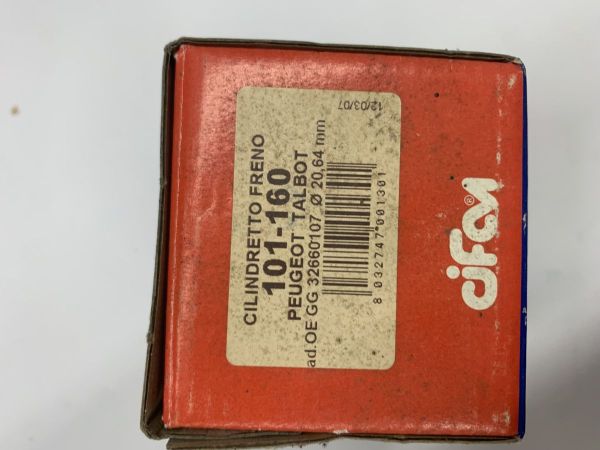 CILINDRETTO FRENO
101-160
PEUGEOT TALBOT
ad.OE GG 32660107 Ø 20,64 mm
8 032747 001301
12/03/07
cifam®